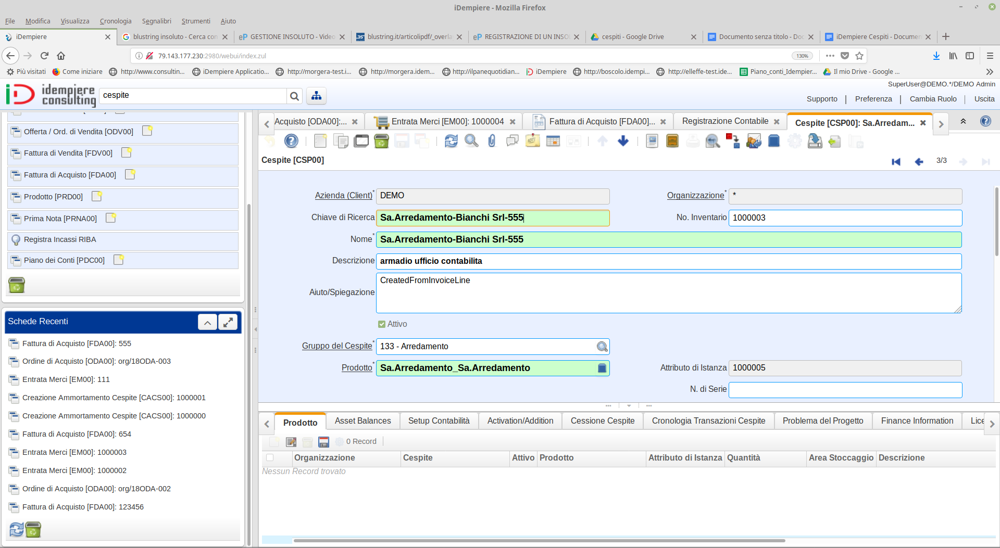 iDempiere - Mozilla Firefox
File Modifica Visualizza Cronologia Segnalibri Strumenti Aiuto
iDempiere
blustring insoluto - Cerca con
GESTIONE INSOLUTO - Video
blustring.it/articolipdf/_overla
REGISTRAZIONE DI UN INSO
cespiti - Google Drive
Documento senza titolo - Doc
iDempiere Cespiti - Documen
79.143.177.230:2980/webui/index.zul
130%
Più visitati
Come iniziare
http://www.consultin...
iDempiere Applicatio...
http://morgera-test.i...
http://morgera.idem...
http://ilpanequotidian...
iDempiere
http://boscolo.idempi...
http://elleffe-test.ide...
Piano_conti_Idempier...
Il mio Drive - Google ...
idempiere
consulting
cespite
SuperUser@DEMO.*/DEMO Admin
Supporto | Preferenza | Cambia Ruolo | Uscita
Offerta / Ord. di Vendita [ODV00]
Fattura di Vendita [FDV00]
Fattura di Acquisto [FDA00]
Prodotto [PRD00]
Prima Nota [PRNA00]
Registra Incassi RIBA
Piano dei Conti [PDC00]
Schede Recenti
Fattura di Acquisto [FDA00]: 555
Ordine di Acquisto [ODA00]: org/18ODA-003
Entrata Merci [EM00]: 111
Creazione Ammortamento Cespite [CACS00]: 1000001
Creazione Ammortamento Cespite [CACS00]: 1000000
Fattura di Acquisto [FDA00]: 654
Entrata Merci [EM00]: 1000003
Entrata Merci [EM00]: 1000002
Ordine di Acquisto [ODA00]: org/18ODA-002
Fattura di Acquisto [FDA00]: 123456
Acquisto [ODA00]:...
Entrata Merci [EM00]: 1000004
Fattura di Acquisto [FDA00]...
Registrazione Contabile
Cespite [CSP00]: Sa.Arredam...
Cespite [CSP00]
3/3
Azienda (Client)* DEMO
Organizzazione* *
Chiave di Ricerca Sa.Arredamento-Bianchi Srl-555
No. Inventario 1000003
Nome* Sa.Arredamento-Bianchi Srl-555
Descrizione armadio ufficio contabilita
Aiuto/Spiegazione CreatedFromInvoiceLine
Attivo
Gruppo del Cespite* 133 - Arredamento
Prodotto* Sa.Arredamento_Sa.Arredamento
Attributo di Istanza 1000005
N. di Serie
Prodotto
Asset Balances
Setup Contabilità
Activation/Addition
Cessione Cespite
Cronologia Transazioni Cespite
Problema del Progetto
Finance Information
Lice
0 Record
Organizzazione Cespite Attivo Prodotto Attributo di Istanza Quantità Area Stoccaggio Descrizione
Nessun Record trovato